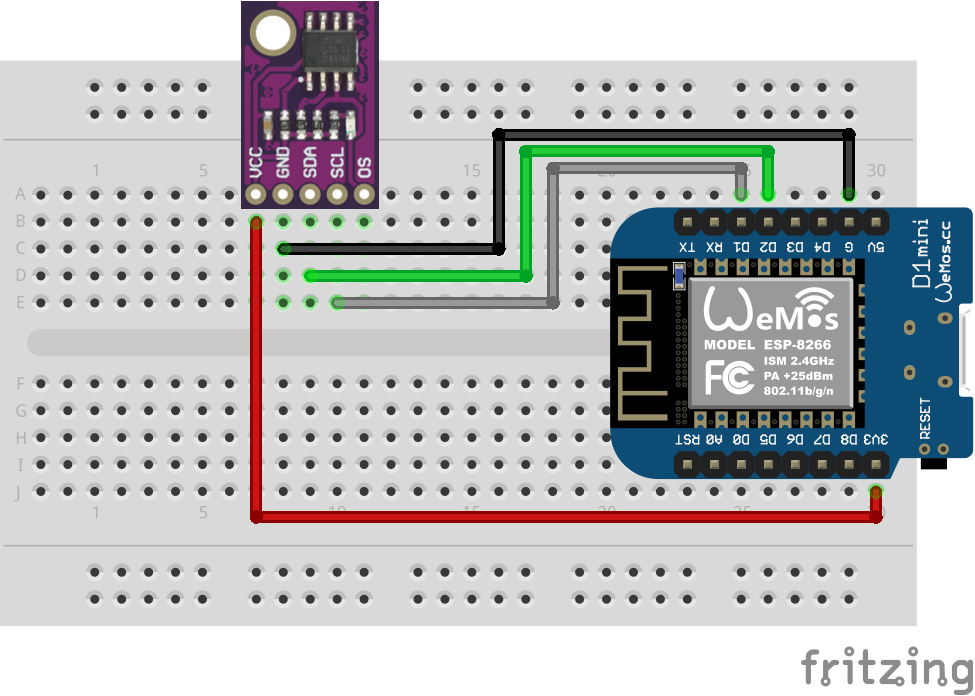 VCC GND SDA SCL OS
1 5 15 20 25 30
A
B
C
D
E
F
G
H
I
J
TX RX D1 D2 D3 D4 G 5V
D1 mini
WeMos.cc
WeMos
MODEL ESP-8266
ISM 2.4GHz
PA +25dBm
802.11b/g/n
FC
RESET
RST A0 D0 D5 D6 D7 D8 3V3
1 5 10 15 20 25
fritzing